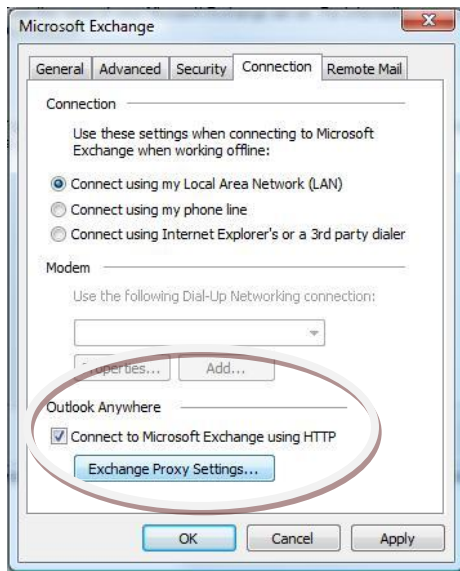 Microsoft Exchange
General Advanced Security Connection Remote Mail
Connection
Use these settings when connecting to Microsoft
Exchange when working offline:
Connect using my Local Area Network (LAN)
Connect using my phone line
Connect using Internet Explorer's or a 3rd party dialer
Modem
Use the following Dial-Up Networking connection:
Properties... Add...
Outlook Anywhere
Connect to Microsoft Exchange using HTTP
Exchange Proxy Settings...
OK Cancel Apply